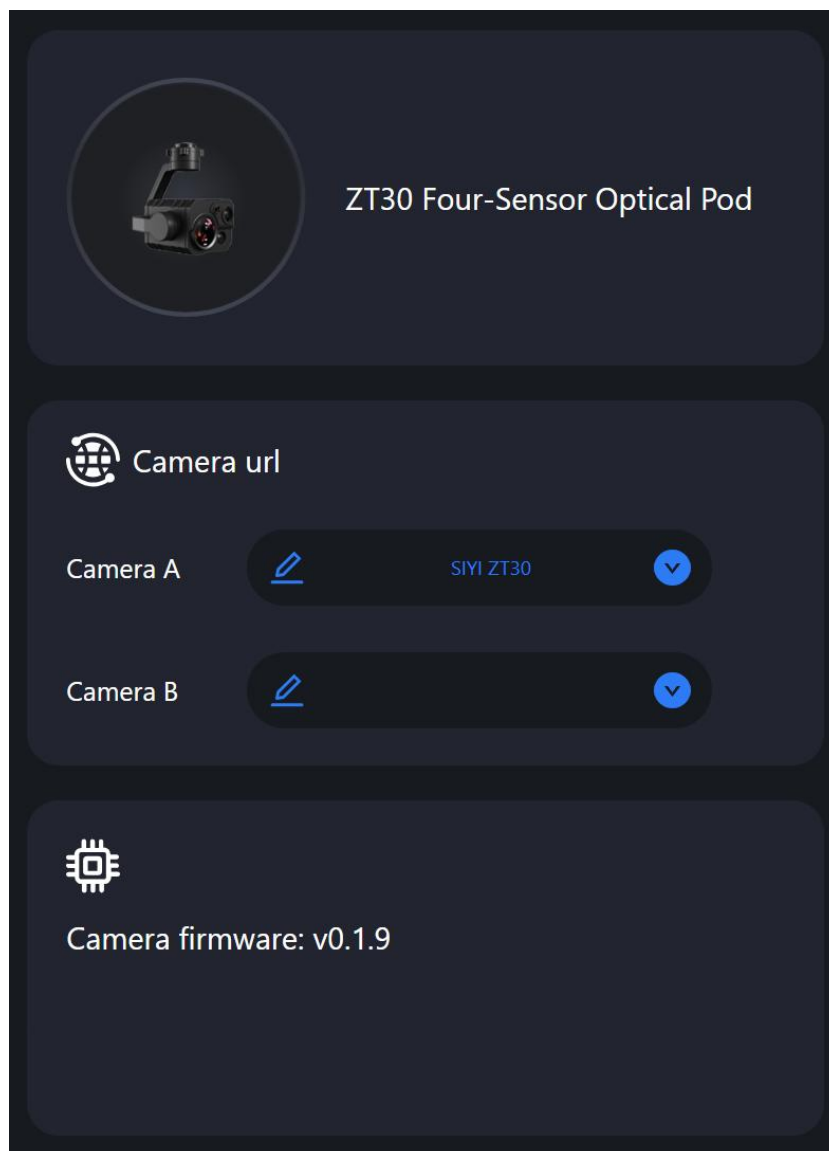 ZT30 Four-Sensor Optical Pod
Camera url
Camera A
SIYI ZT30
Camera B
Camera firmware: v0.1.9